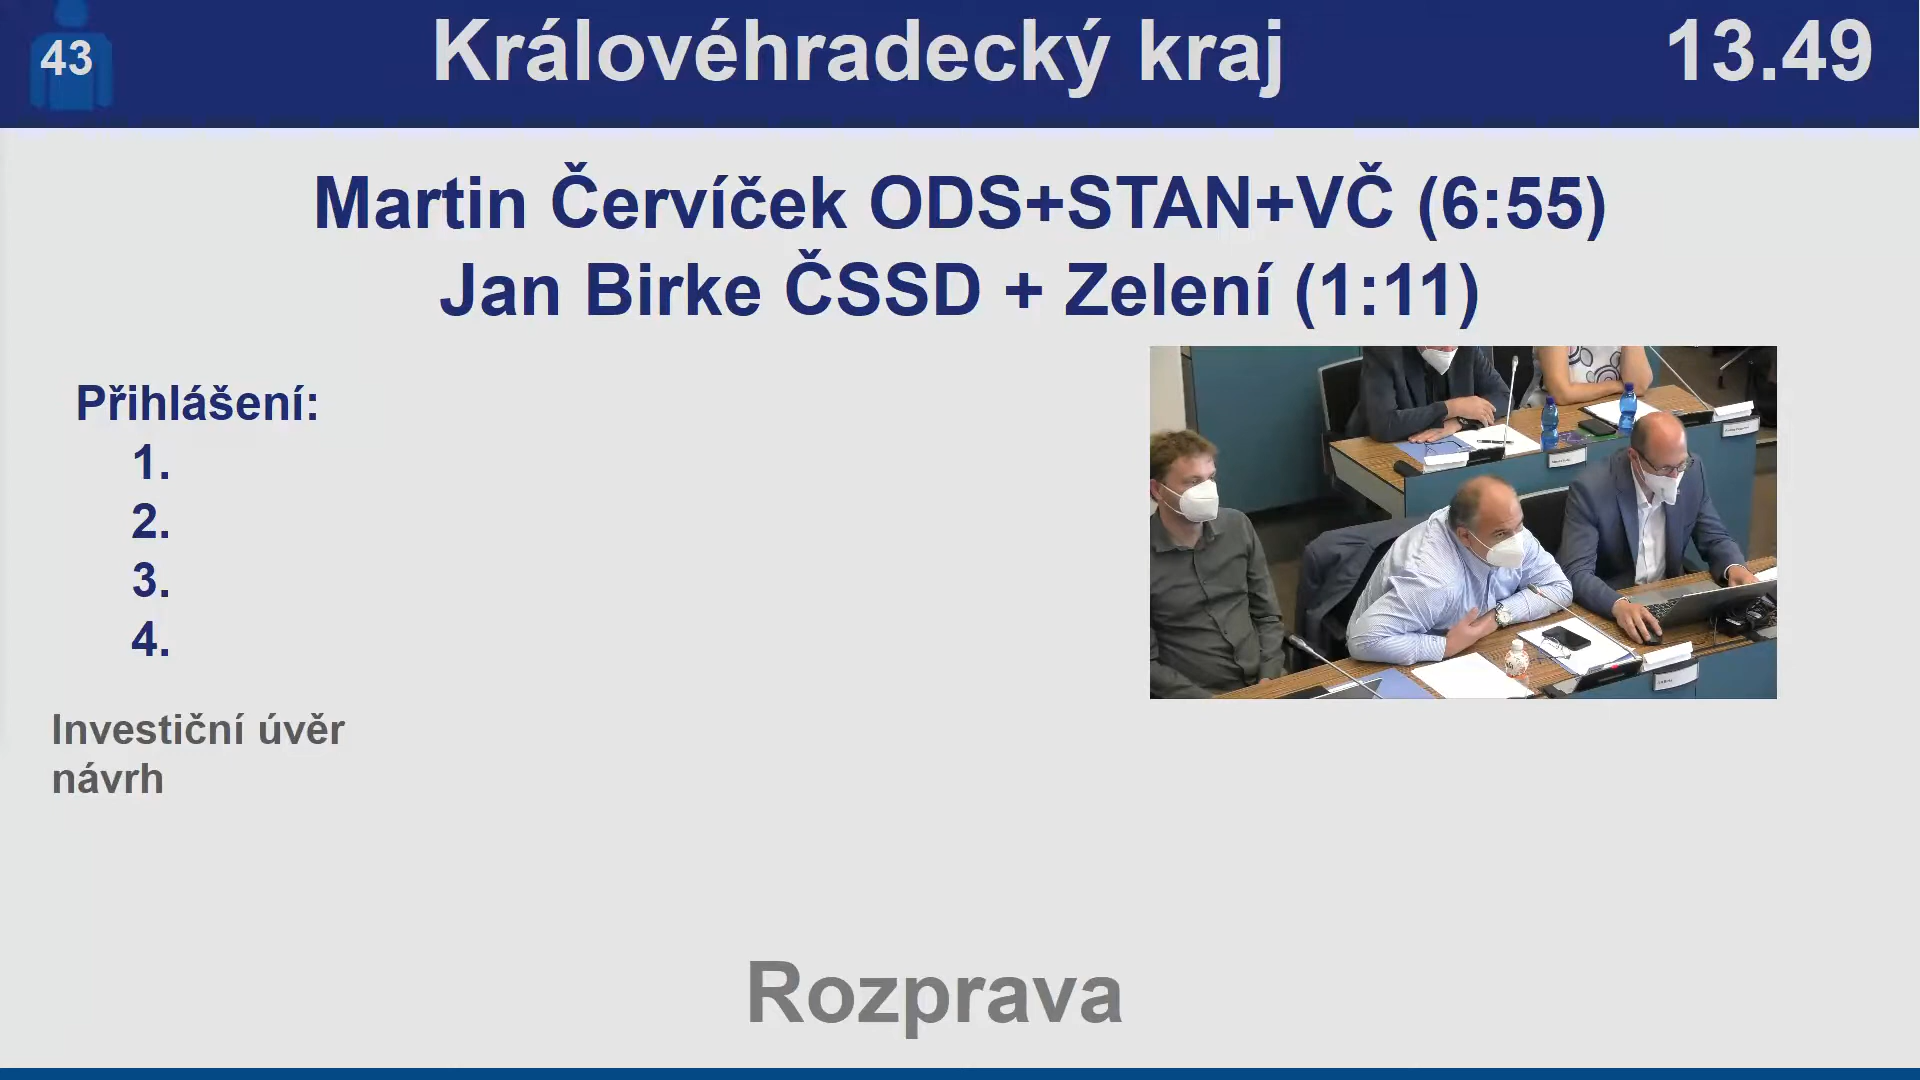 43
Královéhradecký kraj
13.49
Martin Červíček ODS+STAN+VČ (6:55)
Jan Birke ČSSD + Zelení (1:11)
Přihlášení:
1.
2.
3.
4.
Investiční úvěr
návrh
Rozprava